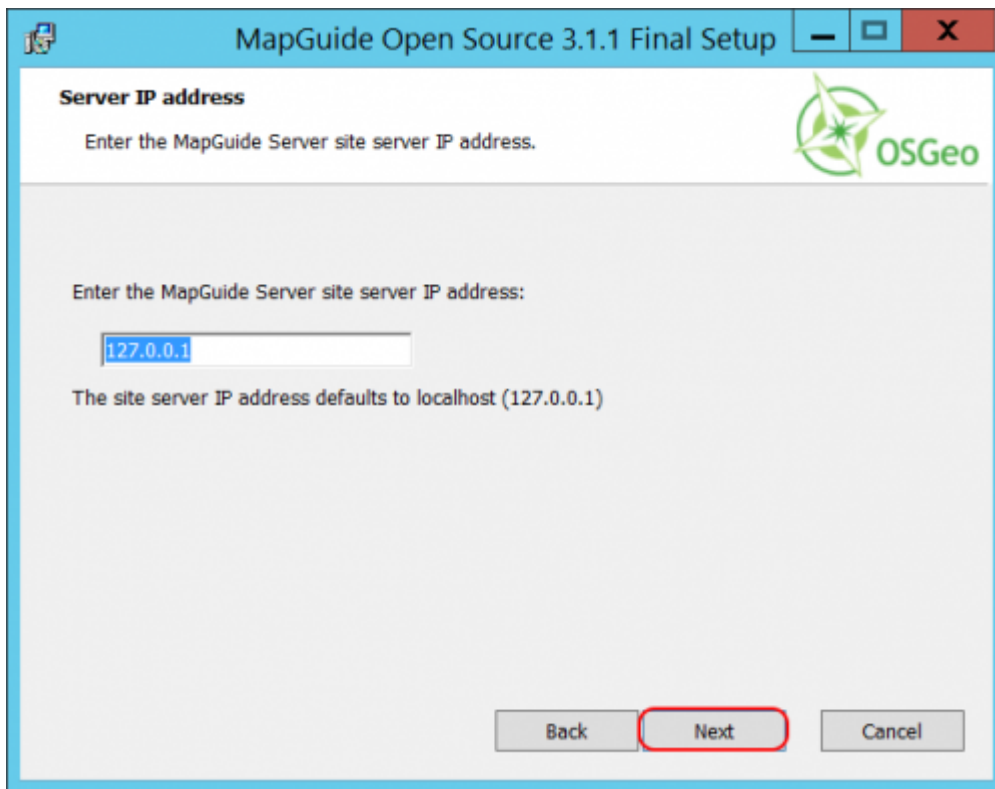 MapGuide Open Source 3.1.1 Final Setup
Server IP address
Enter the MapGuide Server site server IP address.
OSGeo
Enter the MapGuide Server site server IP address:
127.0.0.1
The site server IP address defaults to localhost (127.0.0.1)
Back Next Cancel